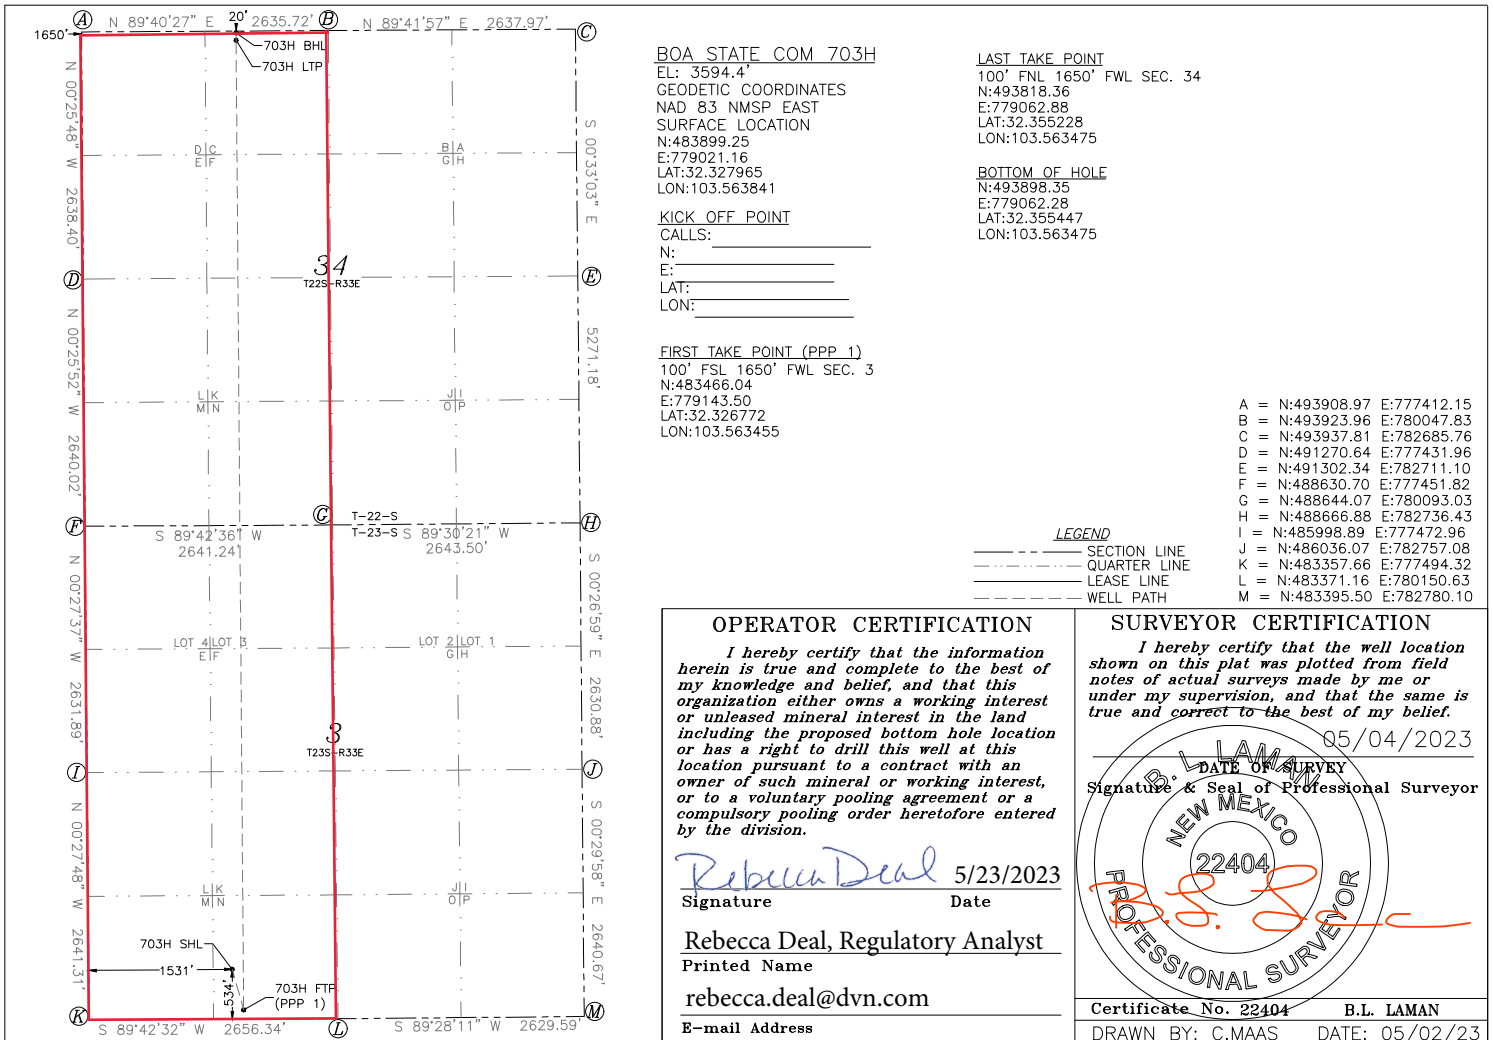 A N 89°40'27" E 20' 2635.72' B N 89°41'57" E 2637.97' C
1650'
703H BHL
703H LTP
N 00°25'48" W 2638.40'
S 00°33'03" E 5271.18'
D C
E F
B A
G H
34
T22S-R33E
D
E
N 00°25'52" W 2640.02'
L K
M N
J I
O P
F
G
H
T-22-S
T-23-S
S 89°42'36" W
2641.24'
S 89°30'21" W
2643.50'
N 00°27'37" W 2631.89'
S 00°26'59" E 2630.88'
LOT 4 LOT 3
E F
LOT 2 LOT 1
G H
3
T23S-R33E
I
J
N 00°27'48" W 2641.31'
S 00°29'58" E 2640.67'
L K
M N
J I
O P
703H SHL
1531'
534'
703H FTP
(PPP 1)
K S 89°42'32" W 2656.34' L S 89°28'11" W 2629.59' M
BOA STATE COM 703H
EL: 3594.4'
GEODETIC COORDINATES
NAD 83 NMSP EAST
SURFACE LOCATION
N:483899.25
E:779021.16
LAT:32.327965
LON:103.563841
KICK OFF POINT
CALLS:
N:
E:
LAT:
LON:
FIRST TAKE POINT (PPP 1)
100' FSL 1650' FWL SEC. 3
N:483466.04
E:779143.50
LAT:32.326772
LON:103.563455
LAST TAKE POINT
100' FNL 1650' FWL SEC. 34
N:493818.36
E:779062.88
LAT:32.355228
LON:103.563475
BOTTOM OF HOLE
N:493898.35
E:779062.28
LAT:32.355447
LON:103.563475
A = N:493908.97 E:777412.15
B = N:493923.96 E:780047.83
C = N:493937.81 E:782685.76
D = N:491270.64 E:777431.96
E = N:491302.34 E:782711.10
F = N:488630.70 E:777451.82
G = N:488644.07 E:780093.03
H = N:488666.88 E:782736.43
I = N:485998.89 E:777472.96
J = N:486036.07 E:782757.08
K = N:483357.66 E:777494.32
L = N:483371.16 E:780150.63
M = N:483395.50 E:782780.10
LEGEND
SECTION LINE
QUARTER LINE
LEASE LINE
WELL PATH
OPERATOR CERTIFICATION
I hereby certify that the information
herein is true and complete to the best of
my knowledge and belief, and that this
organization either owns a working interest
or unleased mineral interest in the land
including the proposed bottom hole location
or has a right to drill this well at this
location pursuant to a contract with an
owner of such mineral or working interest,
or to a voluntary pooling agreement or a
compulsory pooling order heretofore entered
by the division.
Rebecca Deal 5/23/2023
Signature Date
Rebecca Deal, Regulatory Analyst
Printed Name
rebecca.deal@dvn.com
E-mail Address
SURVEYOR CERTIFICATION
I hereby certify that the well location
shown on this plat was plotted from field
notes of actual surveys made by me or
under my supervision, and that the same is
true and correct to the best of my belief.
05/04/2023
DATE OF SURVEY
Signature & Seal of Professional Surveyor
B. L. LAMAN
NEW MEXICO
22404
PROFESSIONAL SURVEYOR
Certificate No. 22404 B.L. LAMAN
DRAWN BY: C.MAAS DATE: 05/02/23